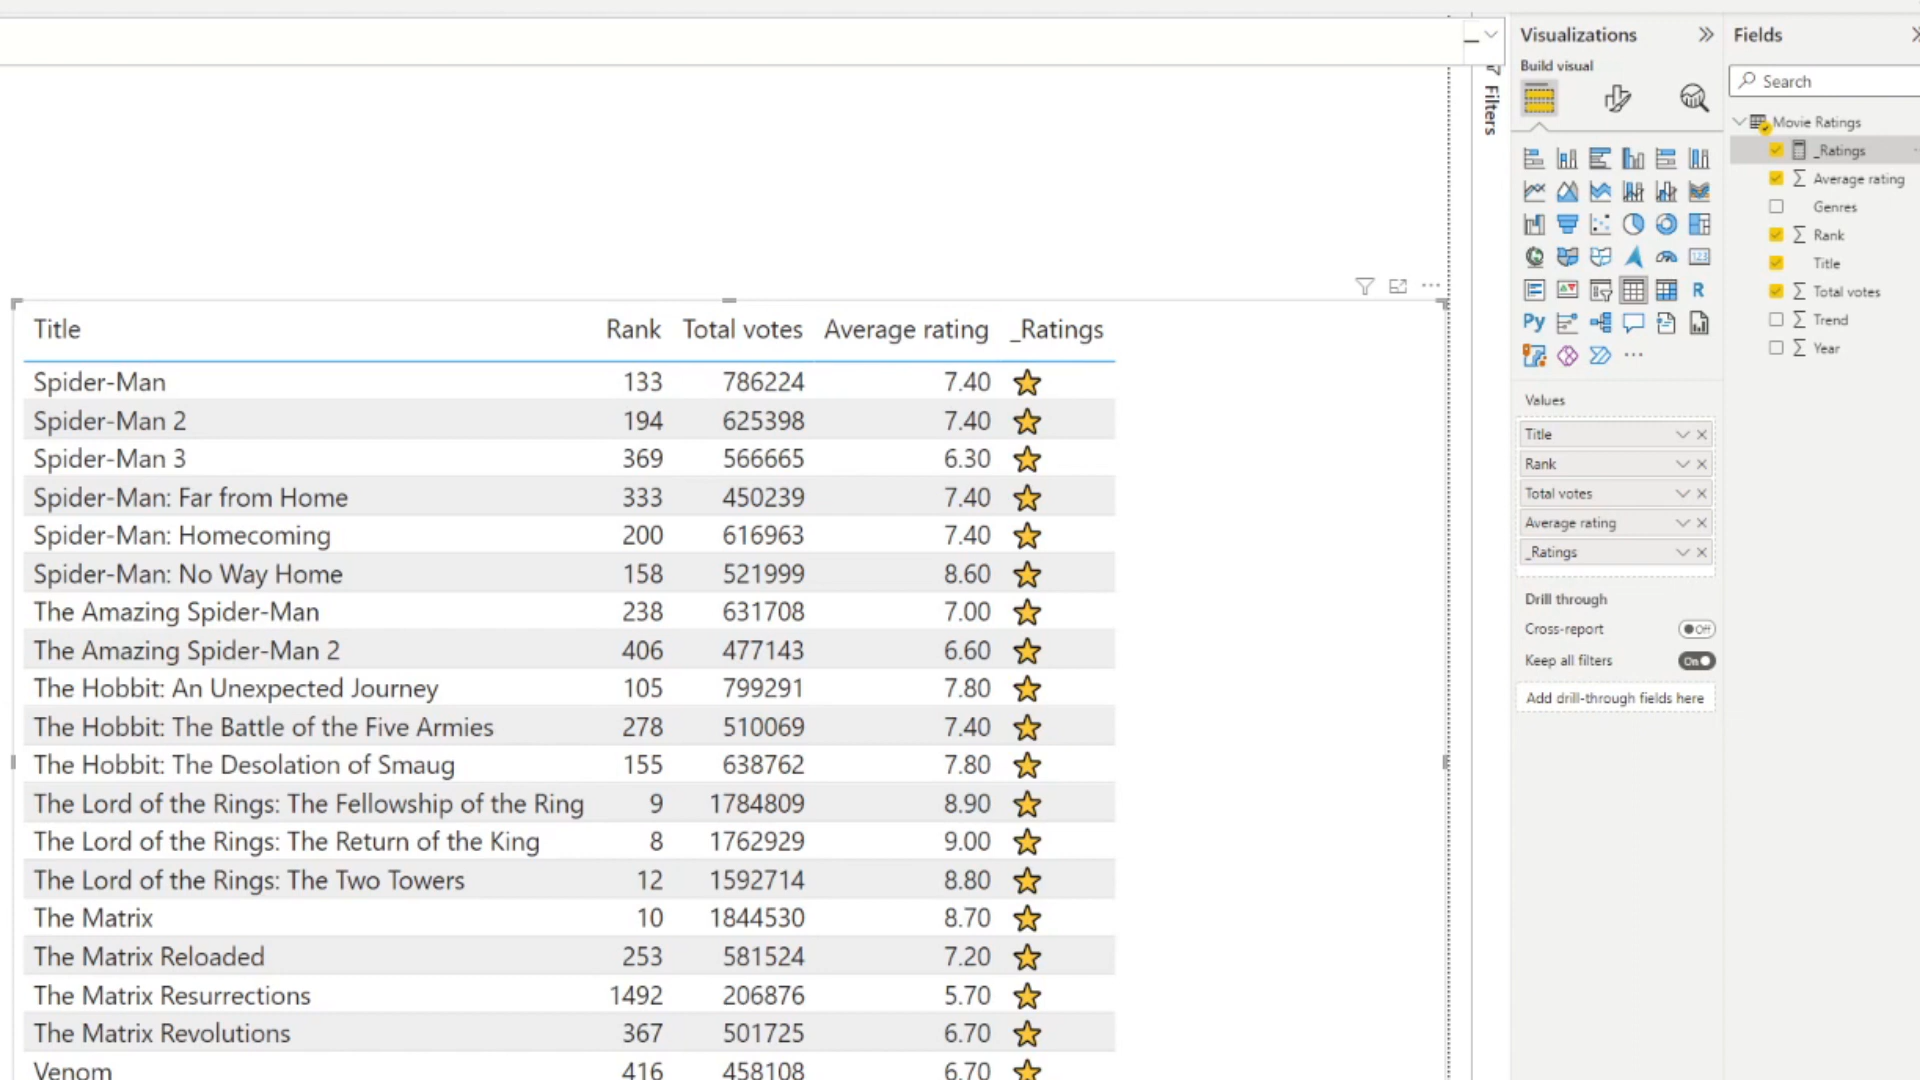 Visualizations
Fields
Build visual
Search
Filters
Movie Ratings
_Ratings
Average rating
Genres
Rank
Title
Total votes
Trend
Year
123
R
Py
Title Rank Total votes Average rating _Ratings
Spider-Man 133 786224 7.40
Spider-Man 2 194 625398 7.40
Spider-Man 3 369 566665 6.30
Spider-Man: Far from Home 333 450239 7.40
Spider-Man: Homecoming 200 616963 7.40
Spider-Man: No Way Home 158 521999 8.60
The Amazing Spider-Man 238 631708 7.00
The Amazing Spider-Man 2 406 477143 6.60
The Hobbit: An Unexpected Journey 105 799291 7.80
The Hobbit: The Battle of the Five Armies 278 510069 7.40
The Hobbit: The Desolation of Smaug 155 638762 7.80
The Lord of the Rings: The Fellowship of the Ring 9 1784809 8.90
The Lord of the Rings: The Return of the King 8 1762929 9.00
The Lord of the Rings: The Two Towers 12 1592714 8.80
The Matrix 10 1844530 8.70
The Matrix Reloaded 253 581524 7.20
The Matrix Resurrections 1492 206876 5.70
The Matrix Revolutions 367 501725 6.70
Venom 416 458108 6.70
Values
Title
Rank
Total votes
Average rating
_Ratings
Drill through
Cross-report Off
Keep all filters On
Add drill-through fields here